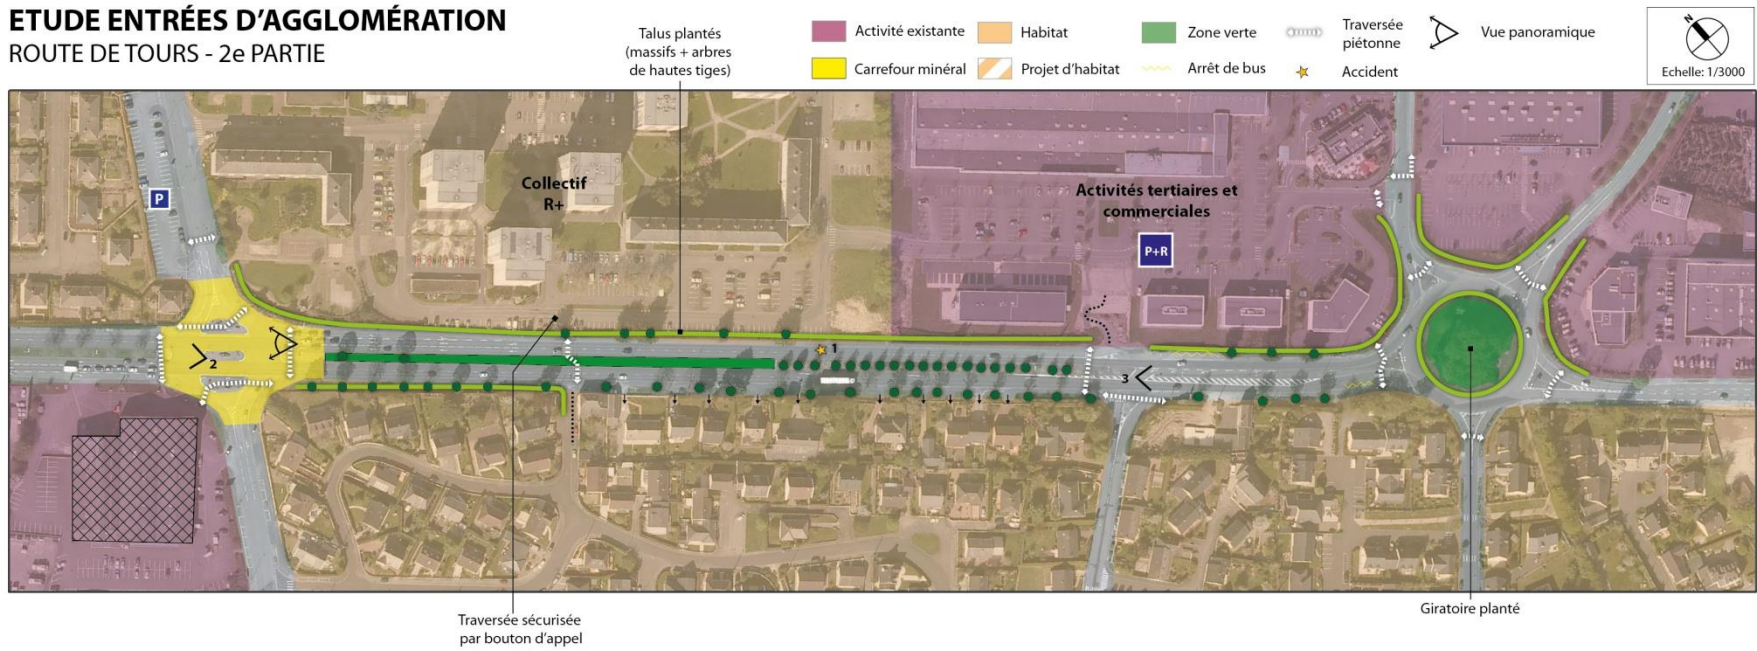 ETUDE ENTRÉES D'AGGLOMÉRATION
ROUTE DE TOURS - 2e PARTIE
Talus plantés
(massifs + arbres
de hautes tiges)
Activité existante
Habitat
Zone verte
Traversée
piétonne
Vue panoramique
Carrefour minéral
Projet d'habitat
Arrêt de bus
Accident
N
Echelle: 1/3000
P
Collectif
R+
Activités tertiaires et
commerciales
P+R
1
2
3
Traversée sécurisée
par bouton d'appel
Giratoire planté